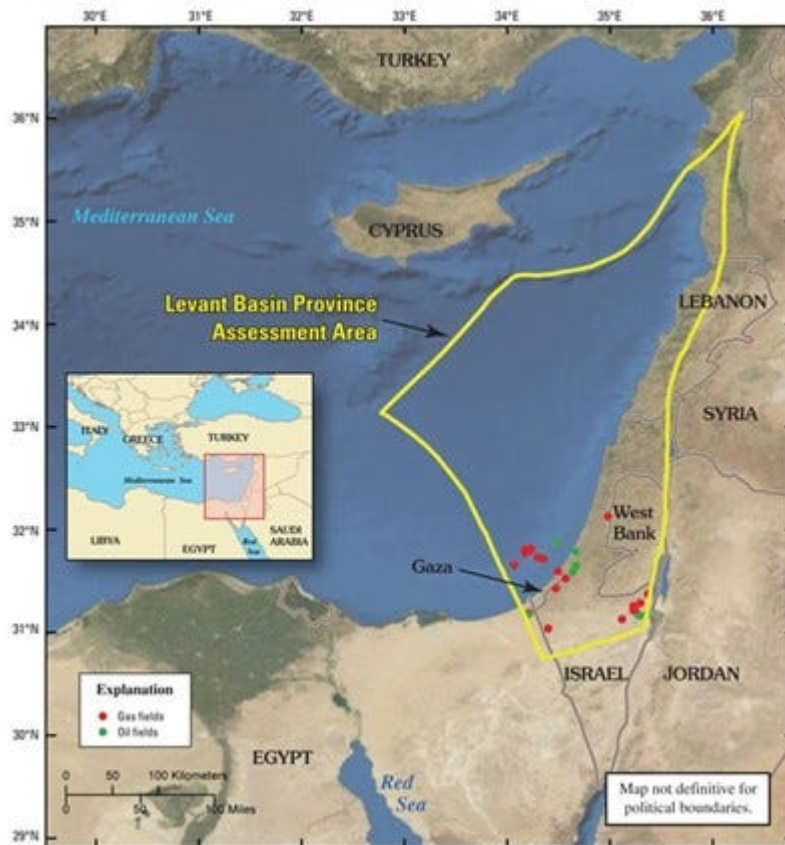 30°E 31°E 32°E 33°E 34°E 35°E 36°E
TURKEY
36°N
35°N
Mediterranean Sea
CYPRUS
Levant Basin Province
Assessment Area
34°N
LEBANON
33°N
SYRIA
ITALY
GREECE
TURKEY
Mediterranean Sea
LIBYA
EGYPT
Red
Sea
SAUDI
ARABIA
32°N
West
Bank
Gaza
31°N
ISRAEL
JORDAN
Explanation
Gas fields
Oil fields
30°N
EGYPT
0 50 100 Kilometers
0 50 100 Miles
Red
Sea
Map not definitive for
political boundaries.
29°N